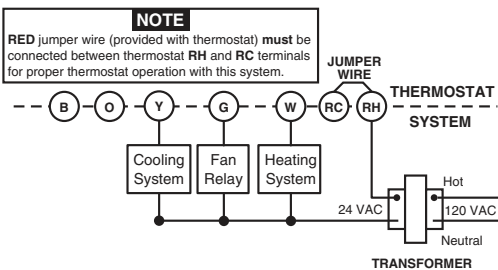 NOTE
RED jumper wire (provided with thermostat) must be
connected between thermostat RH and RC terminals
for proper thermostat operation with this system.
JUMPER
WIRE
THERMOSTAT
B O Y G W RC RH
SYSTEM
Cooling
System
Fan
Relay
Heating
System
Hot
24 VAC
120 VAC
Neutral
TRANSFORMER